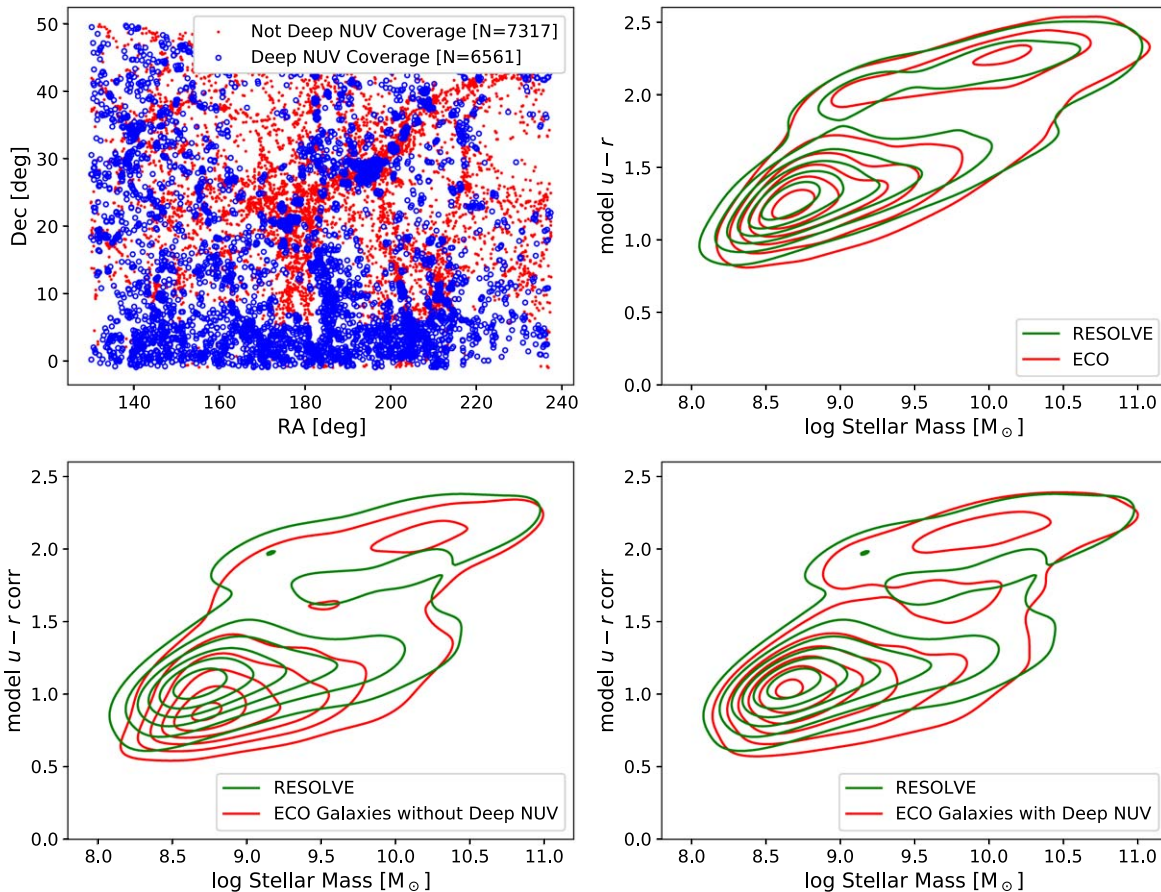 Not Deep NUV Coverage [N=7317]
Deep NUV Coverage [N=6561]
50
40
30
20
10
0
Dec [deg]
140 160 180 200 220 240
RA [deg]
2.5
2.0
1.5
1.0
0.5
0.0
model u − r
RESOLVE
ECO
8.0 8.5 9.0 9.5 10.0 10.5 11.0
log Stellar Mass [M⊙]
2.5
2.0
1.5
1.0
0.5
0.0
model u − r corr
RESOLVE
ECO Galaxies without Deep NUV
8.0 8.5 9.0 9.5 10.0 10.5 11.0
log Stellar Mass [M⊙]
2.5
2.0
1.5
1.0
0.5
0.0
model u − r corr
RESOLVE
ECO Galaxies with Deep NUV
8.0 8.5 9.0 9.5 10.0 10.5 11.0
log Stellar Mass [M⊙]